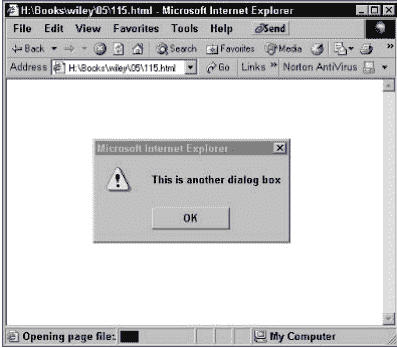 H:\Books\wiley\05\115.html - Microsoft Internet Explorer
File Edit View Favorites Tools Help Send
Back Search Favorites Media »
Address H:\Books\wiley\05\115.html Go Links » Norton AntiVirus
Microsoft Internet Explorer
This is another dialog box
OK
Opening page file: My Computer